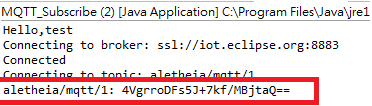 MQTT_Subscribe (2) [Java Application] C:\Program Files\Java\jre1
Hello,test
Connecting to broker: ssl://iot.eclipse.org:8883
Connected
Connecting to topic: aletheia/mqtt/1
aletheia/mqtt/1: 4VgrroDFs5J+7kf/MBjtaQ==